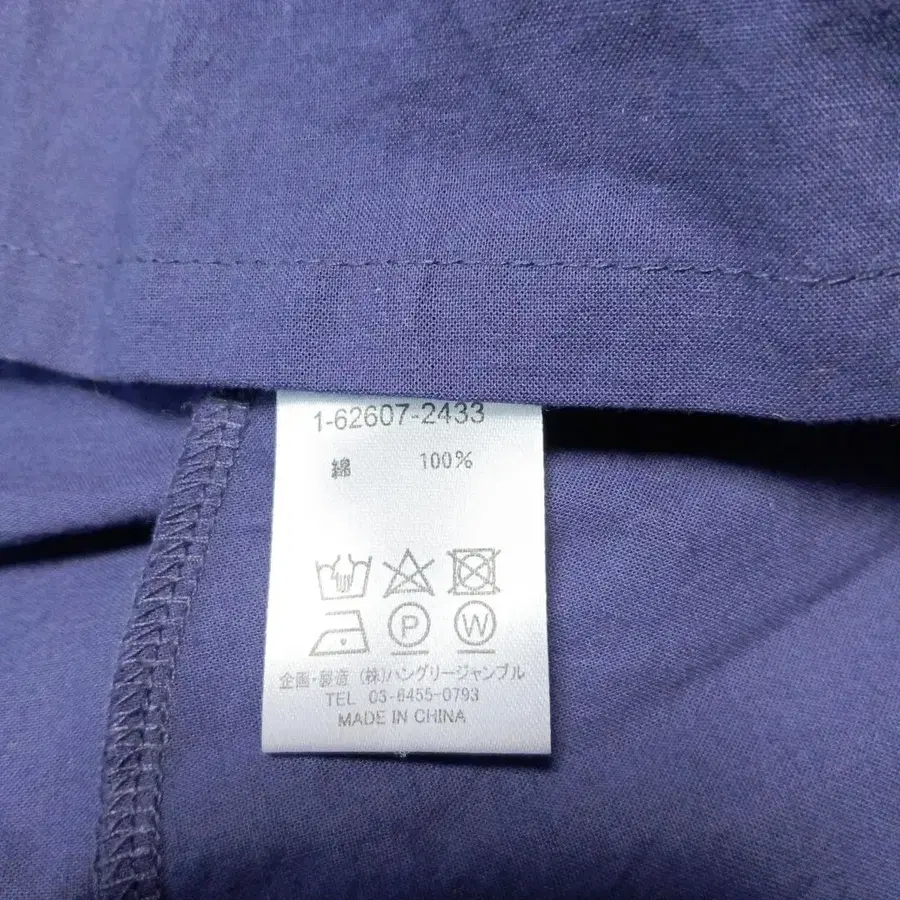 1-62607-2433
綿 100%
P W
企画・製造 (株)ハングリージャンブル
TEL 03-6455-0793
MADE IN CHINA